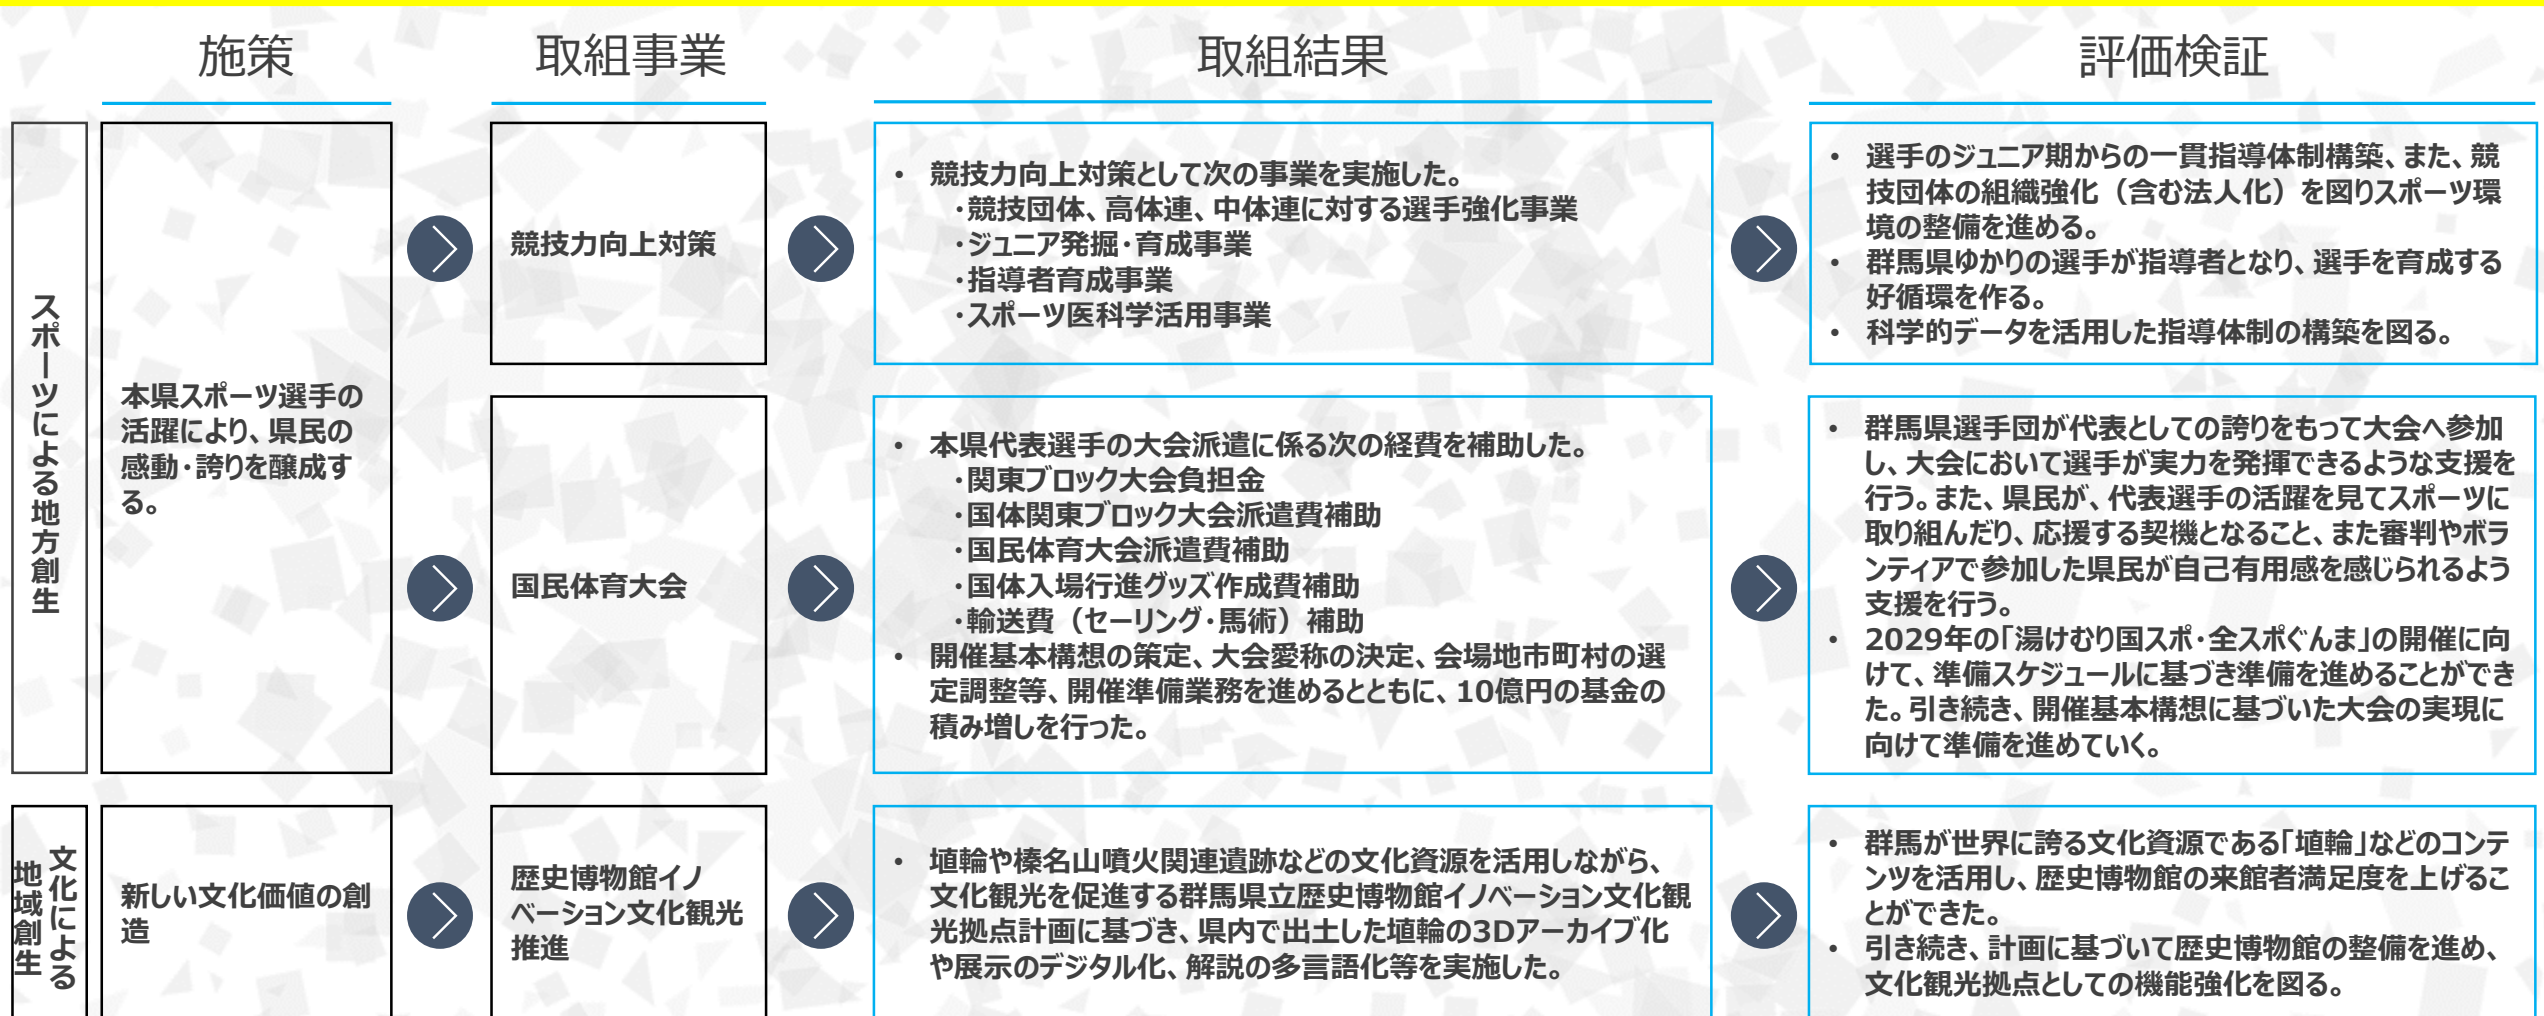 施策
取組事業
取組結果
評価検証
スポーツによる地方創生
本県スポーツ選手の
活躍により、県民の
感動・誇りを醸成す
る。
競技力向上対策
• 競技力向上対策として次の事業を実施した。
・競技団体、高体連、中体連に対する選手強化事業
・ジュニア発掘・育成事業
・指導者育成事業
・スポーツ医科学活用事業
• 選手のジュニア期からの一貫指導体制構築、また、競
技団体の組織強化（含む法人化）を図りスポーツ環
境の整備を進める。
• 群馬県ゆかりの選手が指導者となり、選手を育成する
好循環を作る。
• 科学的データを活用した指導体制の構築を図る。
国民体育大会
• 本県代表選手の大会派遣に係る次の経費を補助した。
・関東ブロック大会負担金
・国体関東ブロック大会派遣費補助
・国民体育大会派遣費補助
・国体入場行進グッズ作成費補助
・輸送費（セーリング・馬術）補助
• 開催基本構想の策定、大会愛称の決定、会場地市町村の選
定調整等、開催準備業務を進めるとともに、10億円の基金の
積み増しを行った。
• 群馬県選手団が代表としての誇りをもって大会へ参加
し、大会において選手が実力を発揮できるような支援を
行う。また、県民が、代表選手の活躍を見てスポーツに
取り組んだり、応援する契機となること、また審判やボラ
ンティアで参加した県民が自己有用感を感じられるよう
支援を行う。
• 2029年の「湯けむり国スポ・全スポぐんま」の開催に向
けて、準備スケジュールに基づき準備を進めることができ
た。引き続き、開催基本構想に基づいた大会の実現に
向けて準備を進めていく。
文化による
地域創生
新しい文化価値の創
造
歴史博物館イノ
ベーション文化観光
推進
• 埴輪や榛名山噴火関連遺跡などの文化資源を活用しながら、
文化観光を促進する群馬県立歴史博物館イノベーション文化観
光拠点計画に基づき、県内で出土した埴輪の3Dアーカイブ化
や展示のデジタル化、解説の多言語化等を実施した。
• 群馬が世界に誇る文化資源である「埴輪」などのコンテ
ンツを活用し、歴史博物館の来館者満足度を上げるこ
とができた。
• 引き続き、計画に基づいて歴史博物館の整備を進め、
文化観光拠点としての機能強化を図る。